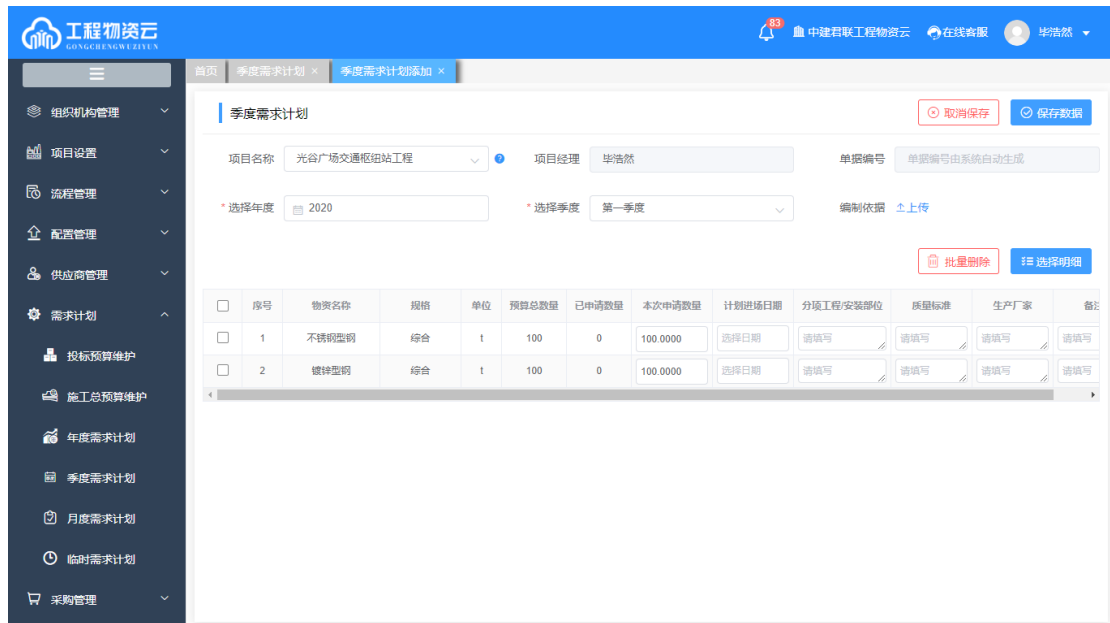 工程物资云
GONGCHENGWUZIYUN
83
中建君联工程物资云
在线客服
毕浩然
首页
季度需求计划 ×
季度需求计划添加 ×
组织机构管理
项目设置
流程管理
配置管理
供应商管理
需求计划
投标预算维护
施工总预算维护
年度需求计划
季度需求计划
月度需求计划
临时需求计划
采购管理
季度需求计划
取消保存
保存数据
项目名称 光谷广场交通枢纽站工程 ? 项目经理 毕浩然 单据编号 单据编号由系统自动生成
* 选择年度 2020 * 选择季度 第一季度 编制依据 上传
批量删除 选择明细
序号 物资名称 规格 单位 预算总数量 已申请数量 本次申请数量 计划进场日期 分项工程/安装部位 质量标准 生产厂家 备
1 不锈钢型钢 综合 t 100 0 100.0000 选择日期 请填写 请填写 请填写 请填写
2 镀锌型钢 综合 t 100 0 100.0000 选择日期 请填写 请填写 请填写 请填写